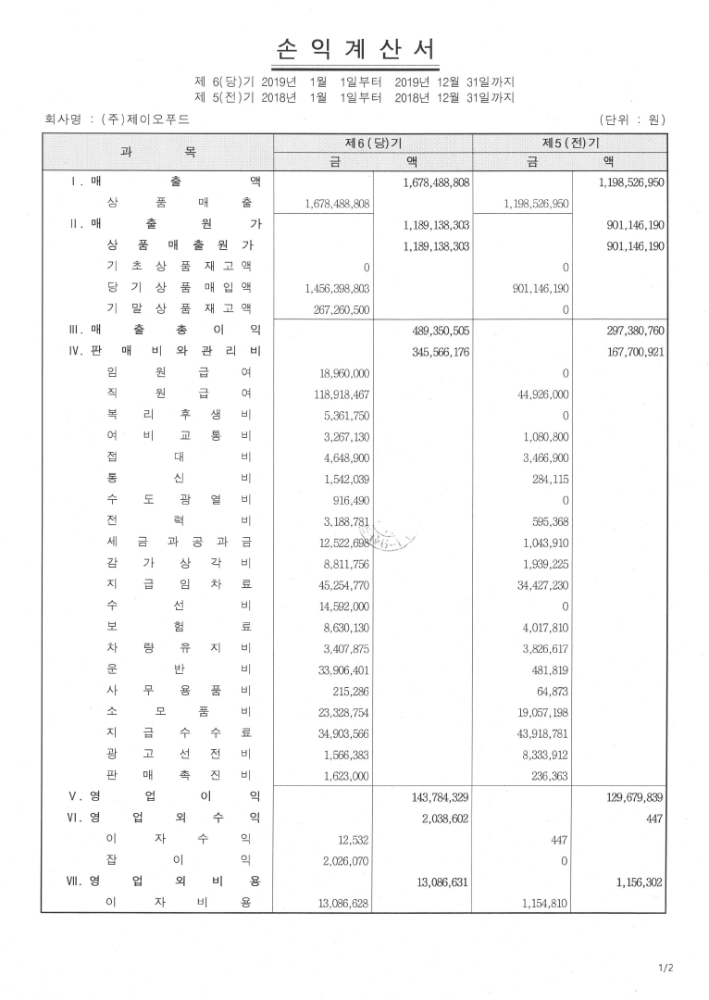 손 익 계 산 서
제 6(당)기 2019년 1월 1일부터 2019년 12월 31일까지
제 5(전)기 2018년 1월 1일부터 2018년 12월 31일까지
회사명 : (주)제이오푸드 (단위 : 원)
과 목 제6(당)기 제5(전)기
금 액 금 액
Ⅰ. 매 출 액 1,678,488,808 1,198,526,950
상 품 매 출 1,678,488,808 1,198,526,950
Ⅱ. 매 출 원 가 1,189,138,303 901,146,190
상 품 매 출 원 가 1,189,138,303 901,146,190
기 초 상 품 재 고 액 0 0
당 기 상 품 매 입 액 1,456,398,803 901,146,190
기 말 상 품 재 고 액 267,260,500 0
Ⅲ. 매 출 총 이 익 489,350,505 297,380,760
Ⅳ. 판 매 비 와 관 리 비 345,566,176 167,700,921
임 원 급 여 18,960,000 0
직 원 급 여 118,918,467 44,926,000
복 리 후 생 비 5,361,750 0
여 비 교 통 비 3,267,130 1,080,800
접 대 비 4,648,900 3,466,900
통 신 비 1,542,039 284,115
수 도 광 열 비 916,490 0
전 력 비 3,188,781 595,368
세 금 과 공 과 금 12,522,698 1,043,910
감 가 상 각 비 8,811,756 1,939,225
지 급 임 차 료 45,254,770 34,427,230
수 선 비 14,592,000 0
보 험 료 8,630,130 4,017,810
차 량 유 지 비 3,407,875 3,826,617
운 반 비 33,906,401 481,819
사 무 용 품 비 215,286 64,873
소 모 품 비 23,328,754 19,057,198
지 급 수 수 료 34,903,566 43,918,781
광 고 선 전 비 1,566,383 8,333,912
판 매 촉 진 비 1,623,000 236,363
Ⅴ. 영 업 이 익 143,784,329 129,679,839
Ⅵ. 영 업 외 수 익 2,038,602 447
이 자 수 익 12,532 447
잡 이 익 2,026,070 0
Ⅶ. 영 업 외 비 용 13,086,631 1,156,302
이 자 비 용 13,086,628 1,154,810
1/2